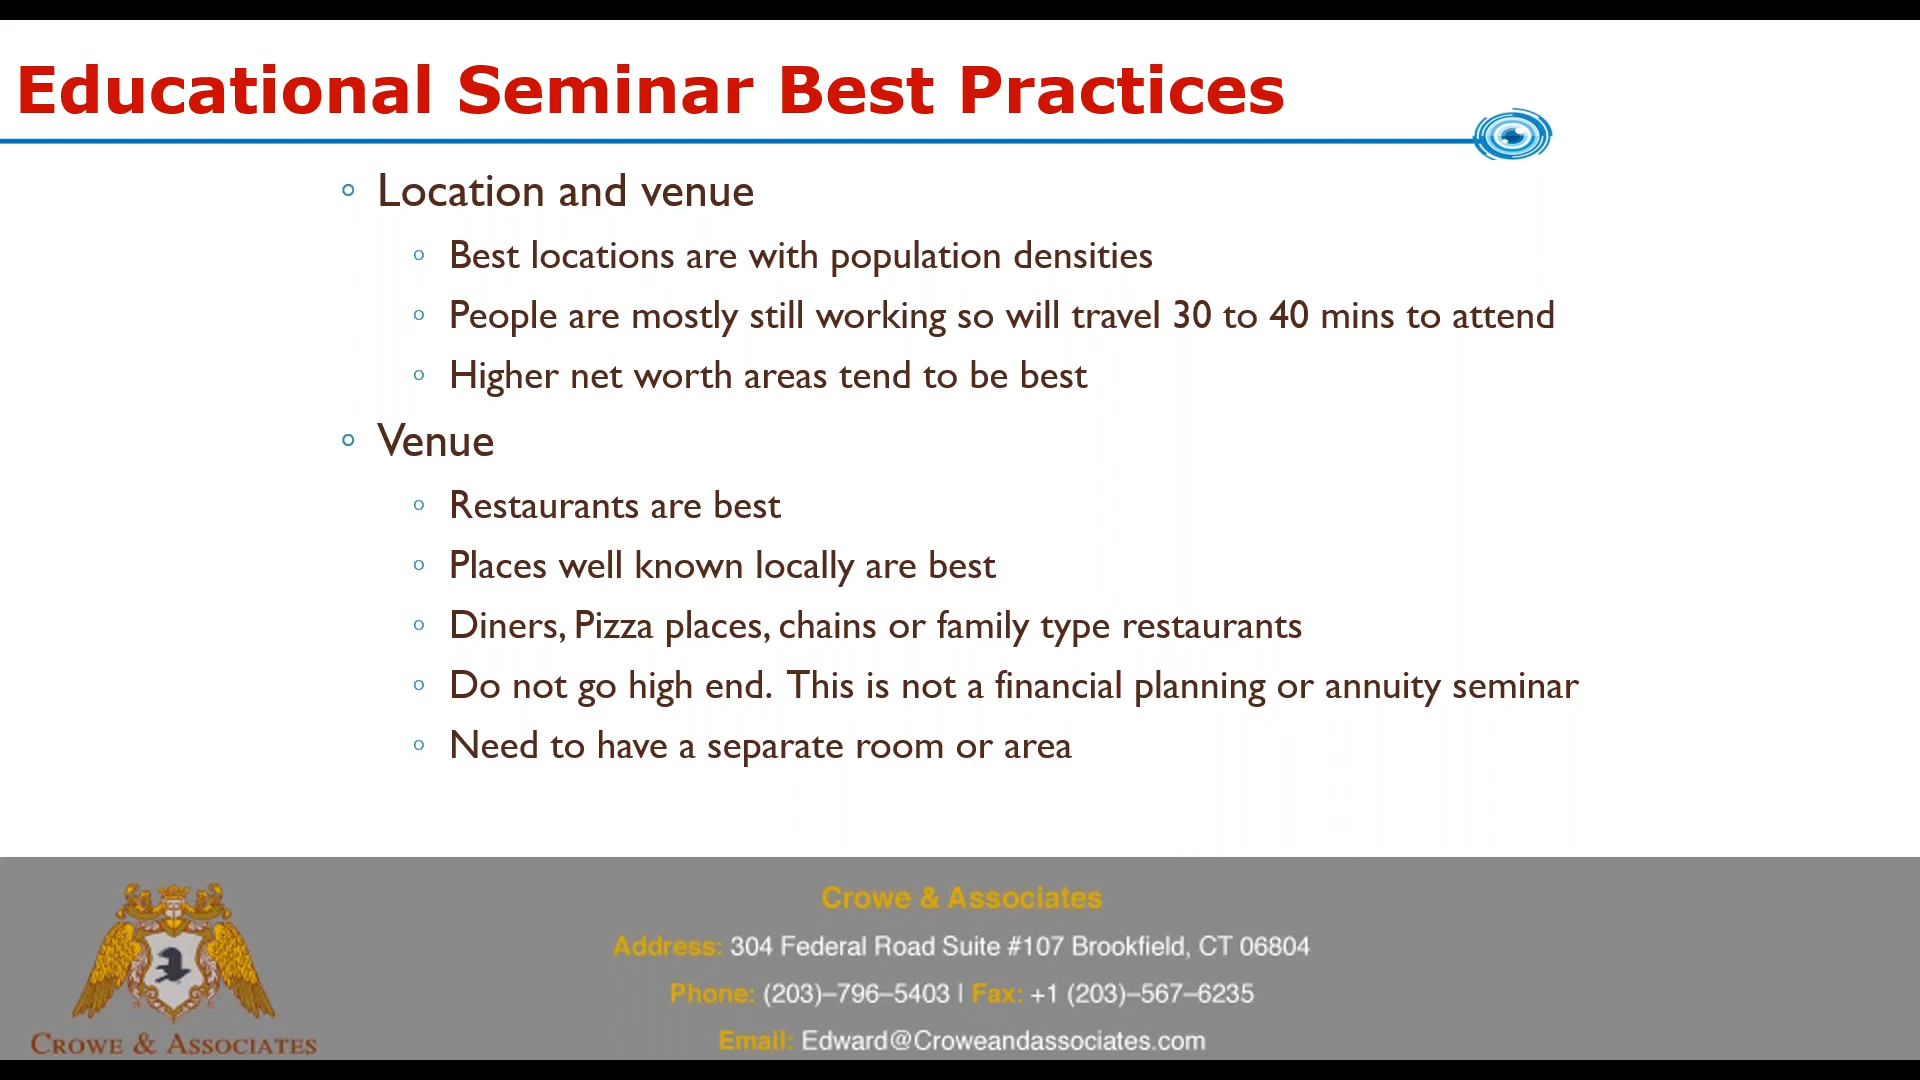 Educational Seminar Best Practices
Location and venue
Best locations are with population densities
People are mostly still working so will travel 30 to 40 mins to attend
Higher net worth areas tend to be best
Venue
Restaurants are best
Places well known locally are best
Diners, Pizza places, chains or family type restaurants
Do not go high end. This is not a financial planning or annuity seminar
Need to have a separate room or area
Crowe & Associates
Address: 304 Federal Road Suite #107 Brookfield, CT 06804
Phone: (203)–796–5403 | Fax: +1 (203)–567–6235
Email: Edward@Croweandassociates.com
CROWE & ASSOCIATES